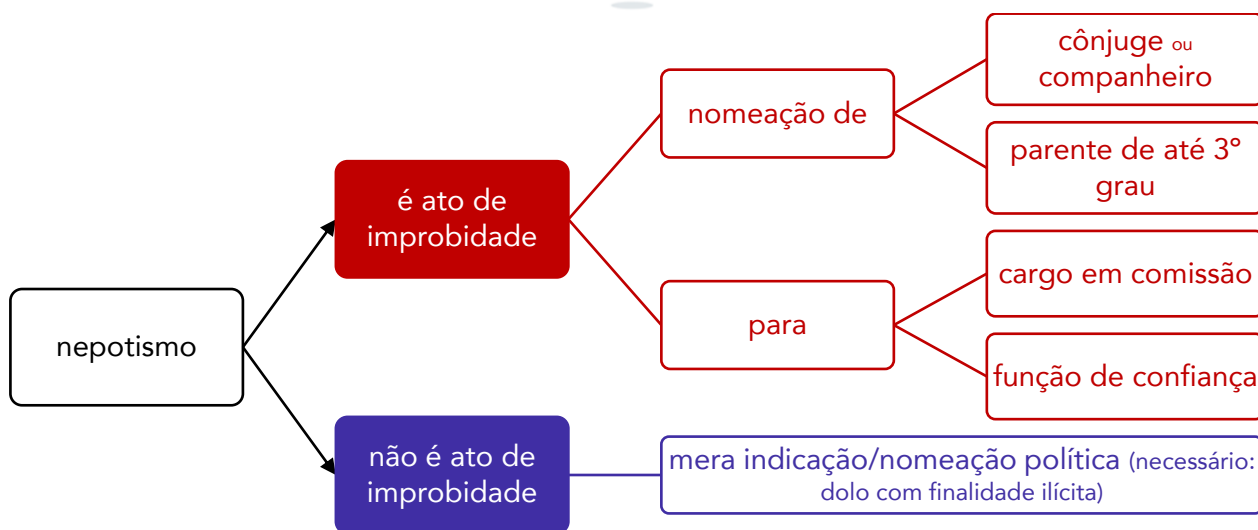 nepotismo
é ato de
improbidade
nomeação de
cônjuge ou
companheiro
parente de até 3º
grau
para
cargo em comissão
função de confiança
não é ato de
improbidade
mera indicação/nomeação política (necessário:
dolo com finalidade ilícita)